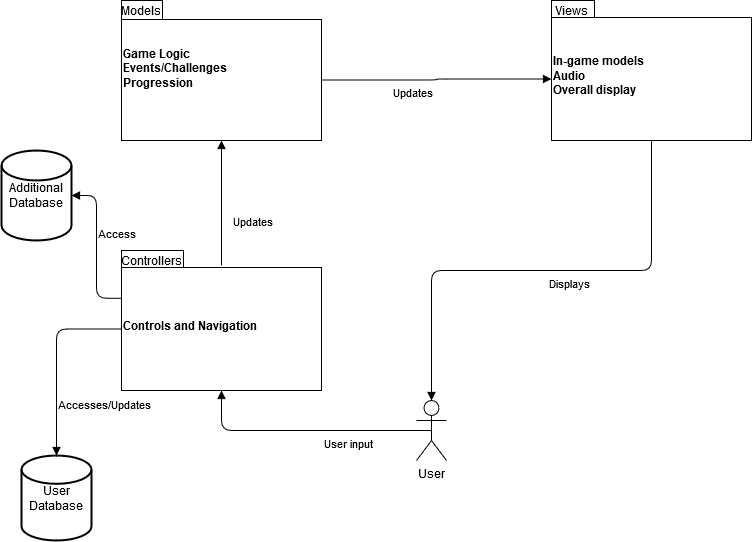 Models
Game Logic
Events/Challenges
Progression
Updates
Views
In-game models
Audio
Overall display
Additional
Database
Access
Updates
Controllers
Controls and Navigation
Displays
Accesses/Updates
User input
User
User
Database